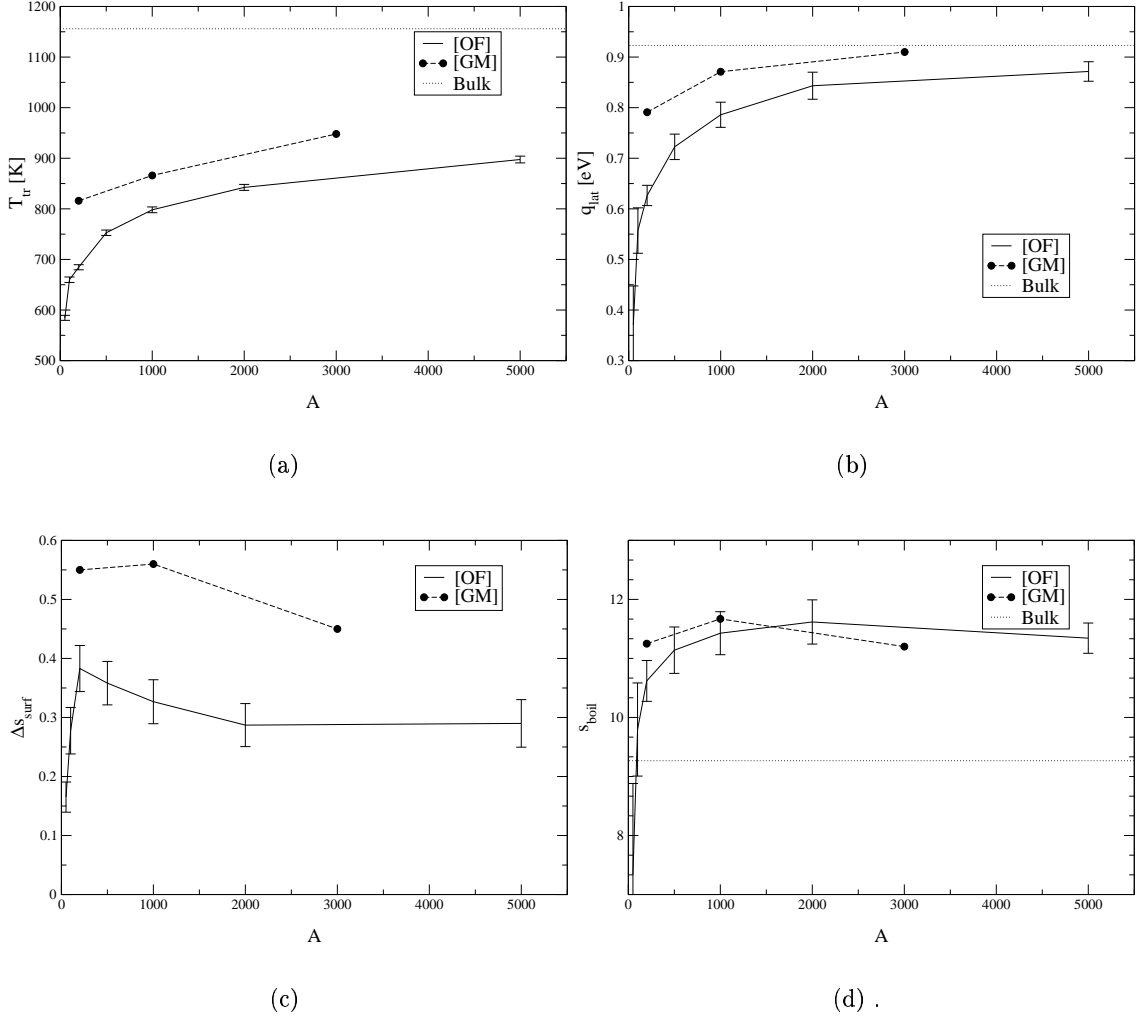 1200
1100
1000
900
800
700
600
500
T_tr [K]
[OF]
[GM]
Bulk
0 1000 2000 3000 4000 5000
A
(a)
1
0.9
0.8
0.7
0.6
0.5
0.4
0.3
q_lat [eV]
[OF]
[GM]
Bulk
0 1000 2000 3000 4000 5000
A
(b)
0.6
0.5
0.4
0.3
0.2
0.1
0
Δs_surf
[OF]
[GM]
0 1000 2000 3000 4000 5000
A
(c)
12
10
8
s_boil
[OF]
[GM]
Bulk
0 1000 2000 3000 4000 5000
A
(d) .